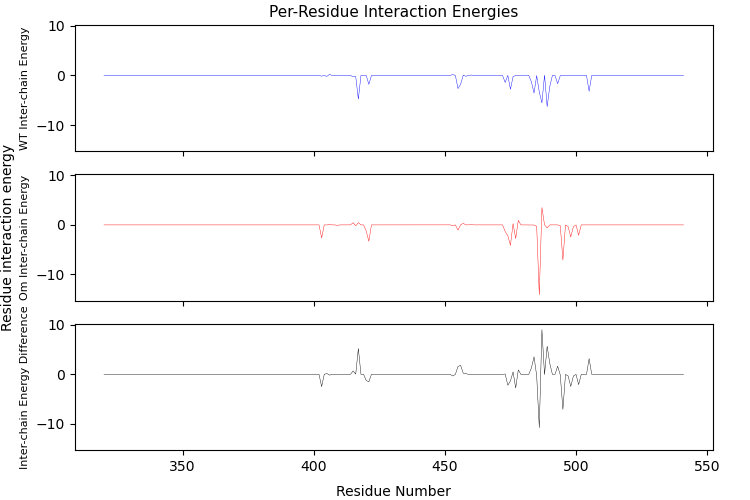 Per-Residue Interaction Energies
Residue interaction energy
WT Inter-chain Energy
10
0
−10
Om Inter-chain Energy
10
0
−10
Inter-chain Energy Difference
10
0
−10
350
400
450
500
550
Residue Number